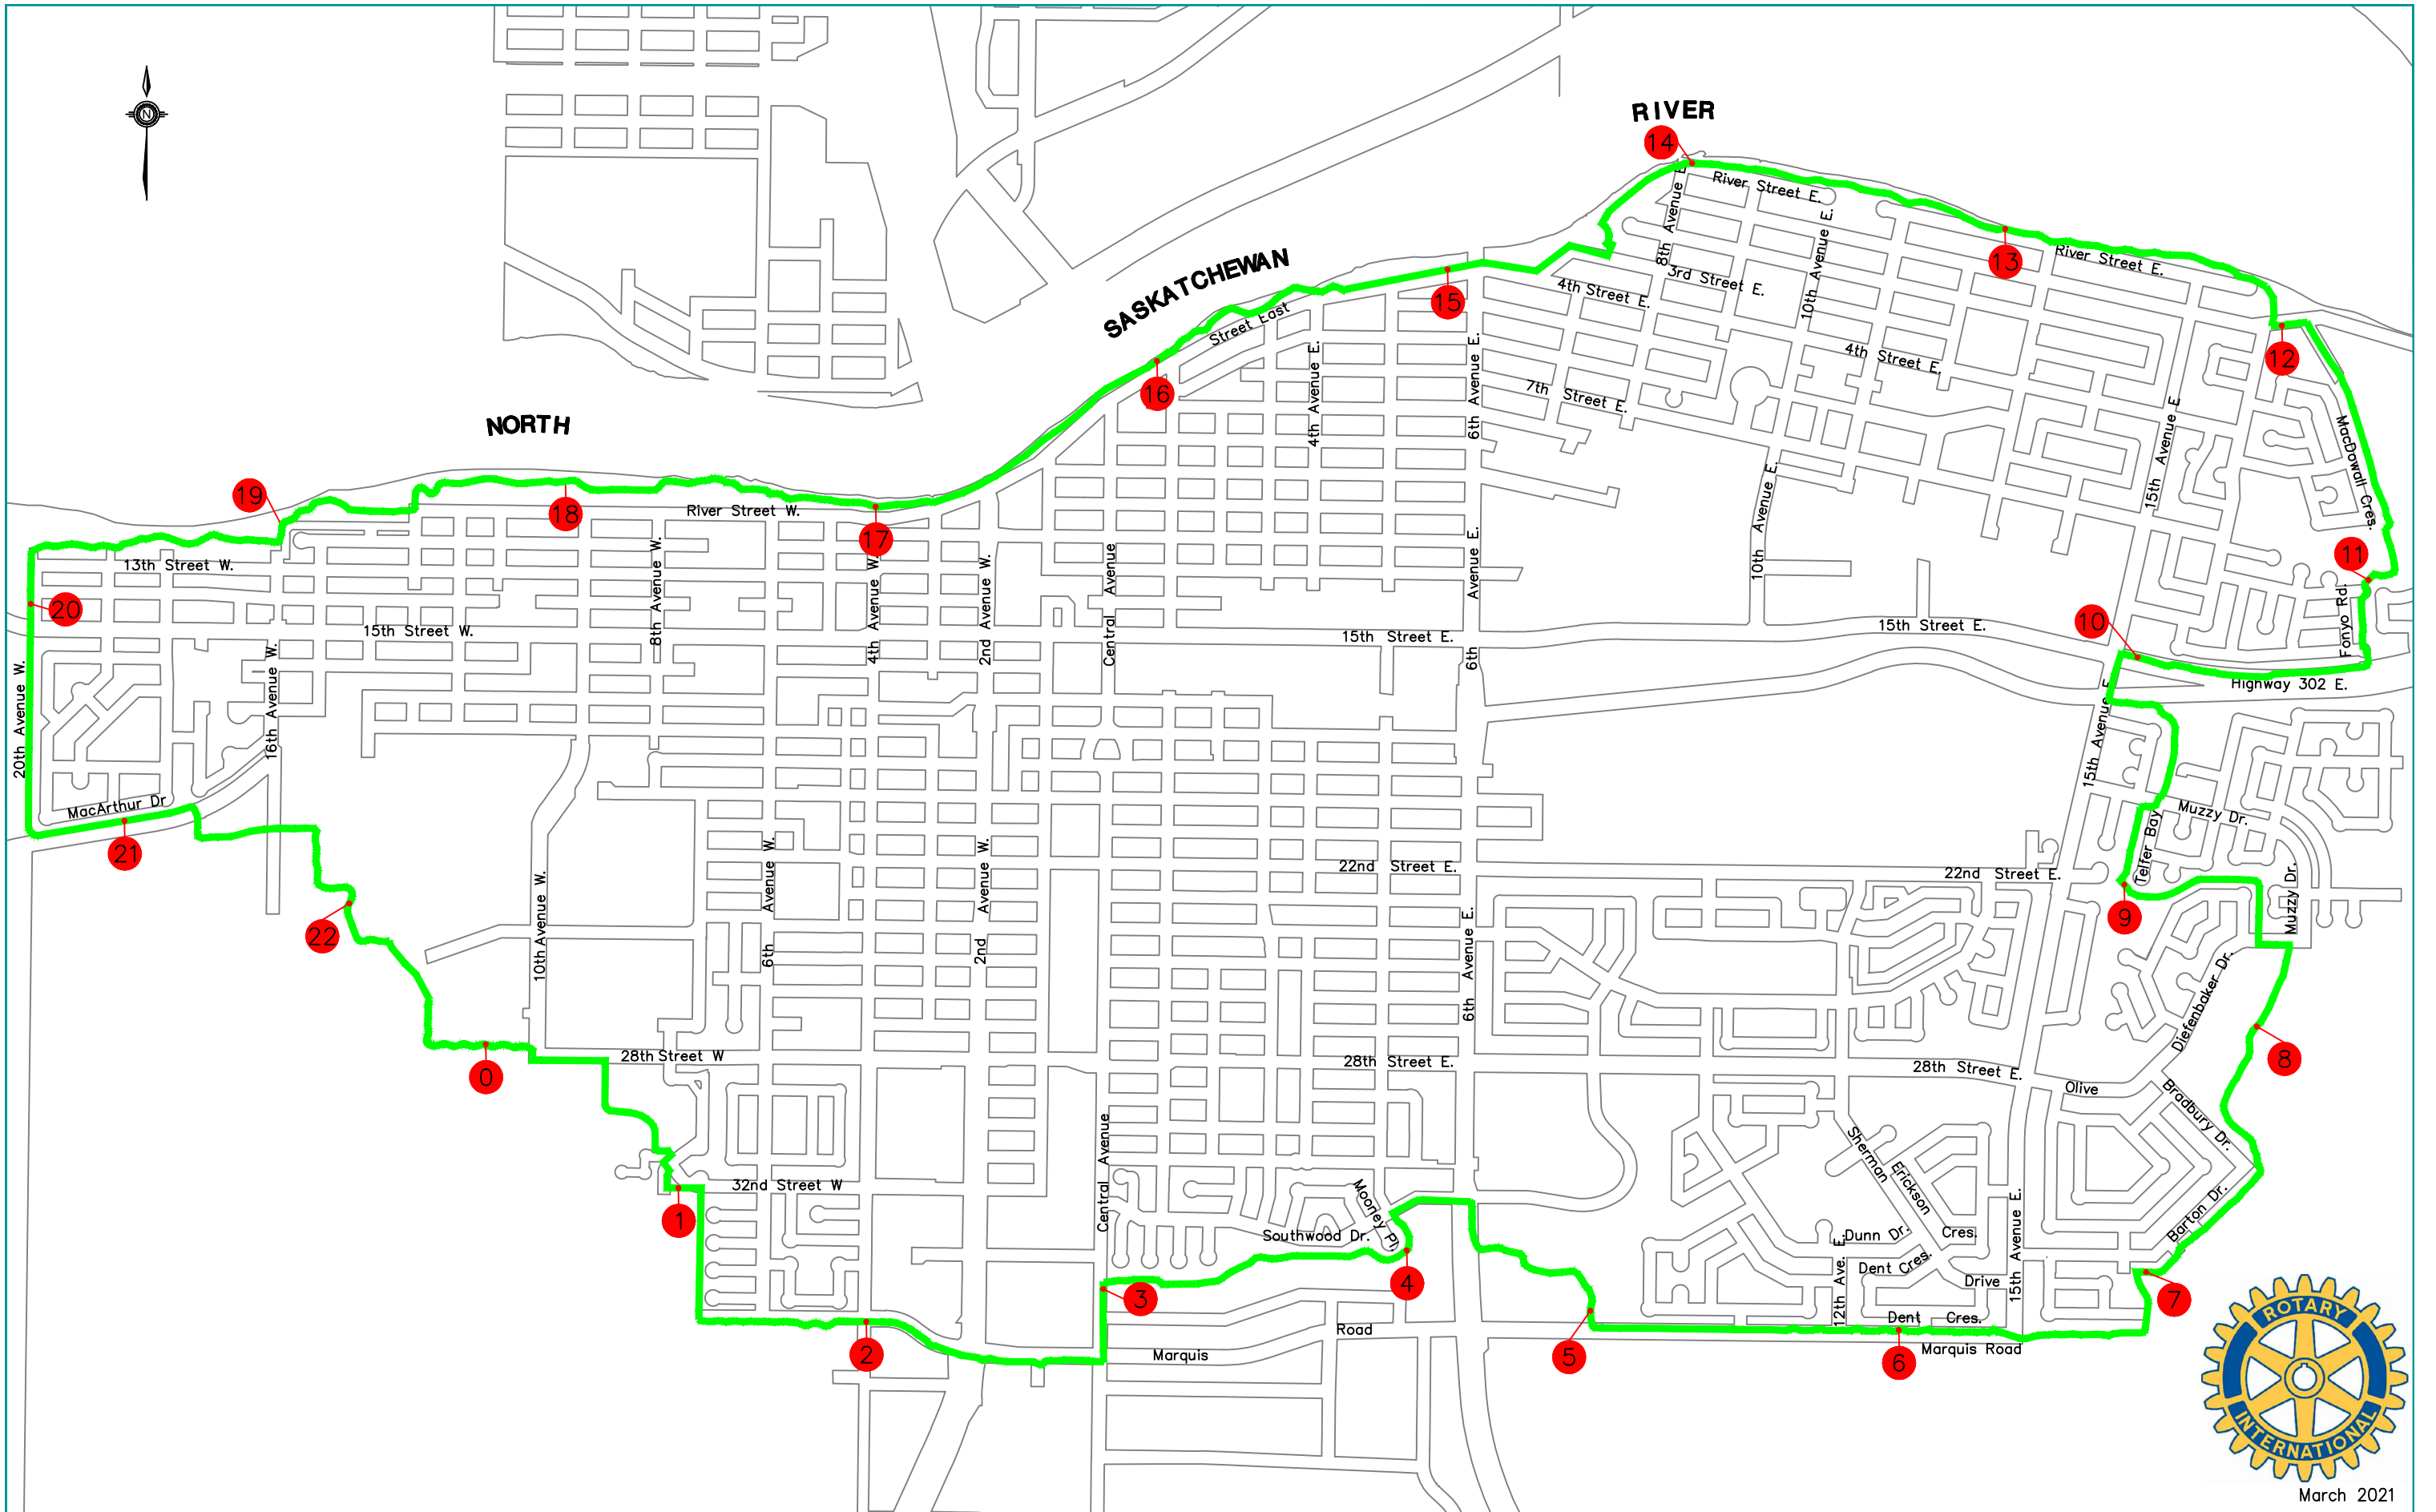 N
RIVER
14
River Street E.
8th Avenue E.
10th Avenue E.
13
River Street E.
SASKATCHEWAN
3rd Street E.
4th Street E.
15
12
Street East
16
4th Avenue E.
6th Avenue E.
4th Street E.
7th Street E.
15th Avenue E
MacDowall Cres.
NORTH
19
18
River Street W.
17
10th Avenue E.
11
13th Street W.
8th Avenue W.
4th Avenue W.
2nd Avenue W.
Central Avenue
Avenue E.
6th
Fonyo Rd.
20
15th Street W.
15th Street E.
15th Street E.
10
20th Avenue W.
16th Avenue W.
Highway 302 E.
15th Avenue E
MacArthur Dr
21
Muzzy Dr.
Telfer Bay
6th Avenue W.
2nd Avenue W.
22nd Street E.
22nd Street E.
Muzzy Dr.
9
22
10th Avenue W.
6th Avenue E.
Diefenbaker Dr.
8
0
28th Street W
28th Street E.
28th Street E.
Olive
Bradbury Dr.
Central Avenue
Sherman
Erickson
Cres.
1
32nd Street W
Mooney Pl.
Southwood Dr.
Dunn Dr.
Barton Dr.
4
3
12th Ave. E.
Dent Cres.
Drive
15th Avenue E.
7
2
Marquis
Road
5
Dent Cres.
6
Marquis Road
ROTARY
INTERNATIONAL
March 2021